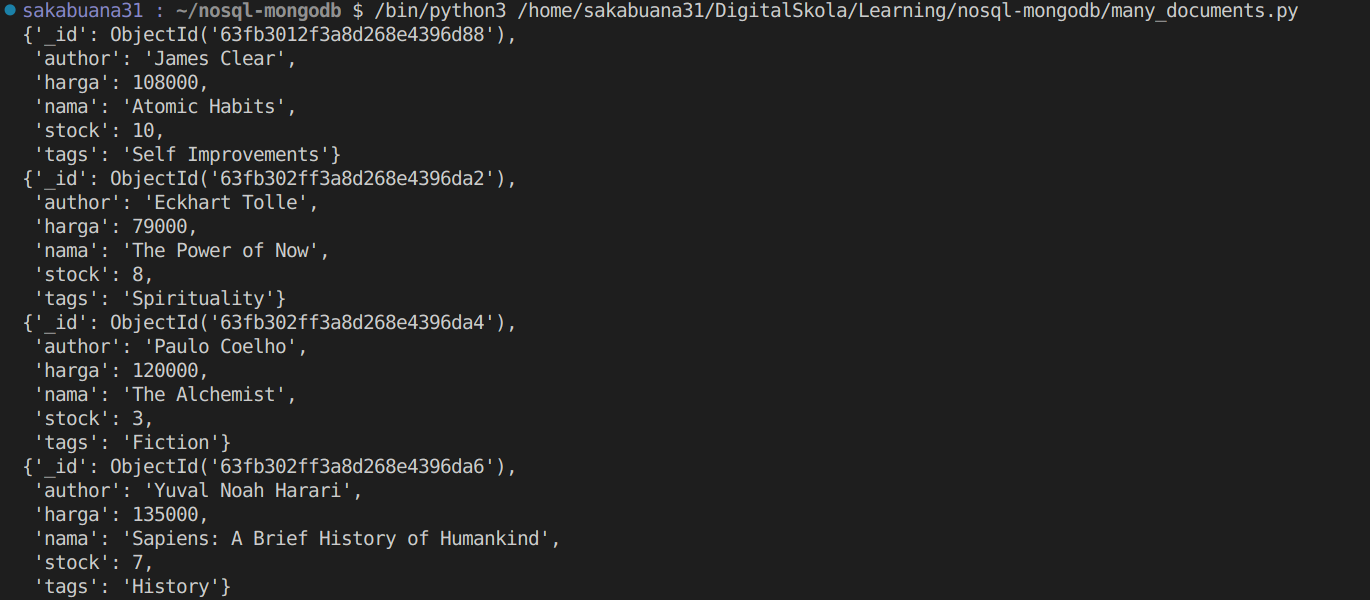 sakabuana31 : ~/nosql-mongodb $ /bin/python3 /home/sakabuana31/DigitalSkola/Learning/nosql-mongodb/many_documents.py
{'_id': ObjectId('63fb3012f3a8d268e4396d88'),
 'author': 'James Clear',
 'harga': 108000,
 'nama': 'Atomic Habits',
 'stock': 10,
 'tags': 'Self Improvements'}
{'_id': ObjectId('63fb302ff3a8d268e4396da2'),
 'author': 'Eckhart Tolle',
 'harga': 79000,
 'nama': 'The Power of Now',
 'stock': 8,
 'tags': 'Spirituality'}
{'_id': ObjectId('63fb302ff3a8d268e4396da4'),
 'author': 'Paulo Coelho',
 'harga': 120000,
 'nama': 'The Alchemist',
 'stock': 3,
 'tags': 'Fiction'}
{'_id': ObjectId('63fb302ff3a8d268e4396da6'),
 'author': 'Yuval Noah Harari',
 'harga': 135000,
 'nama': 'Sapiens: A Brief History of Humankind',
 'stock': 7,
 'tags': 'History'}